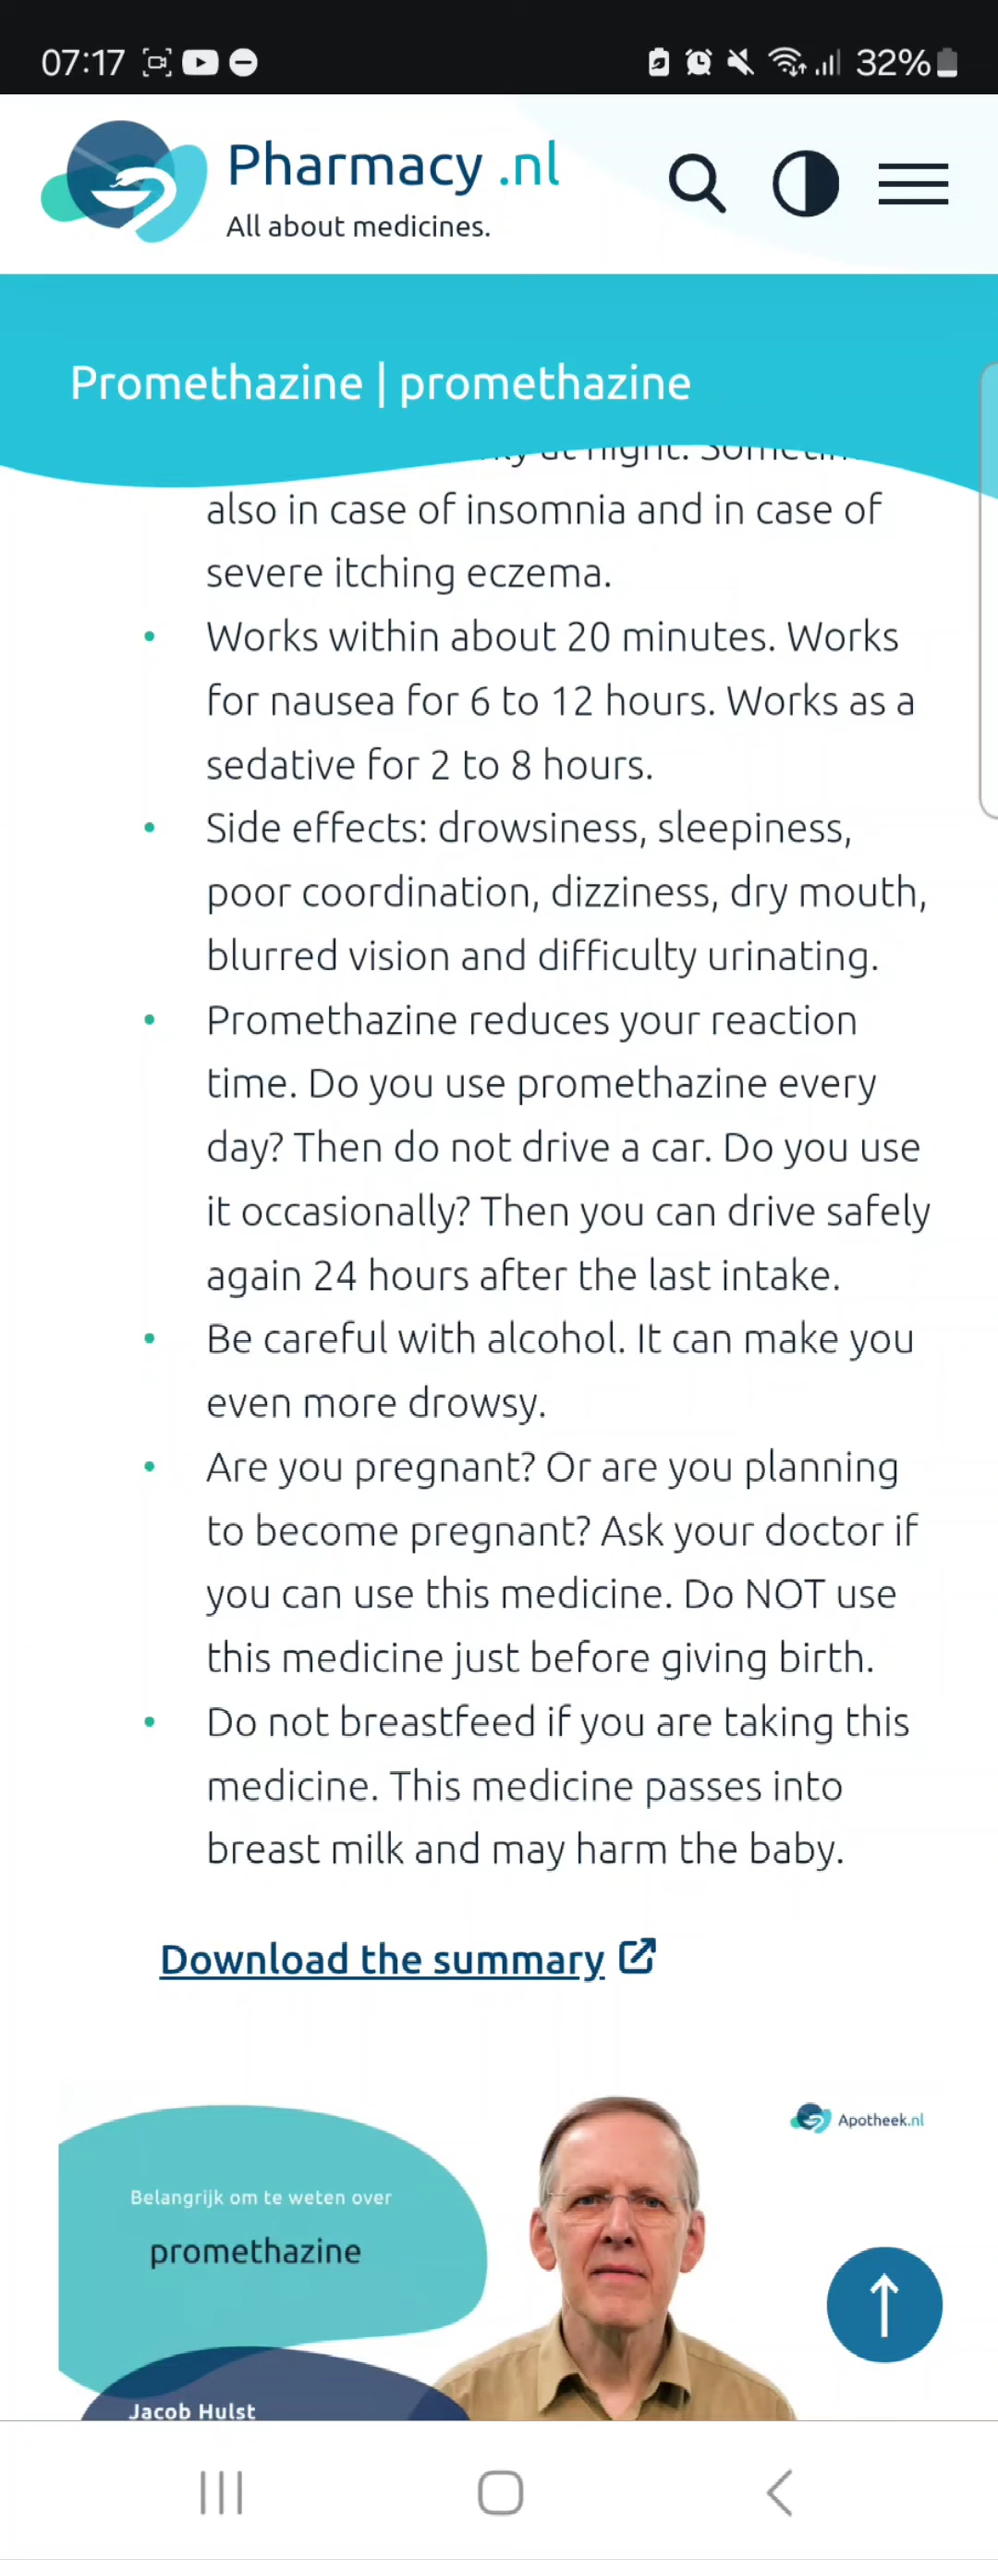 07:17
32%
Pharmacy .nl
All about medicines.
Promethazine | promethazine
at night.
also in case of insomnia and in case of
severe itching eczema.
• Works within about 20 minutes. Works
for nausea for 6 to 12 hours. Works as a
sedative for 2 to 8 hours.
• Side effects: drowsiness, sleepiness,
poor coordination, dizziness, dry mouth,
blurred vision and difficulty urinating.
• Promethazine reduces your reaction
time. Do you use promethazine every
day? Then do not drive a car. Do you use
it occasionally? Then you can drive safely
again 24 hours after the last intake.
• Be careful with alcohol. It can make you
even more drowsy.
• Are you pregnant? Or are you planning
to become pregnant? Ask your doctor if
you can use this medicine. Do NOT use
this medicine just before giving birth.
• Do not breastfeed if you are taking this
medicine. This medicine passes into
breast milk and may harm the baby.
Download the summary
Apotheek.nl
Belangrijk om te weten over
promethazine
Jacob Hulst